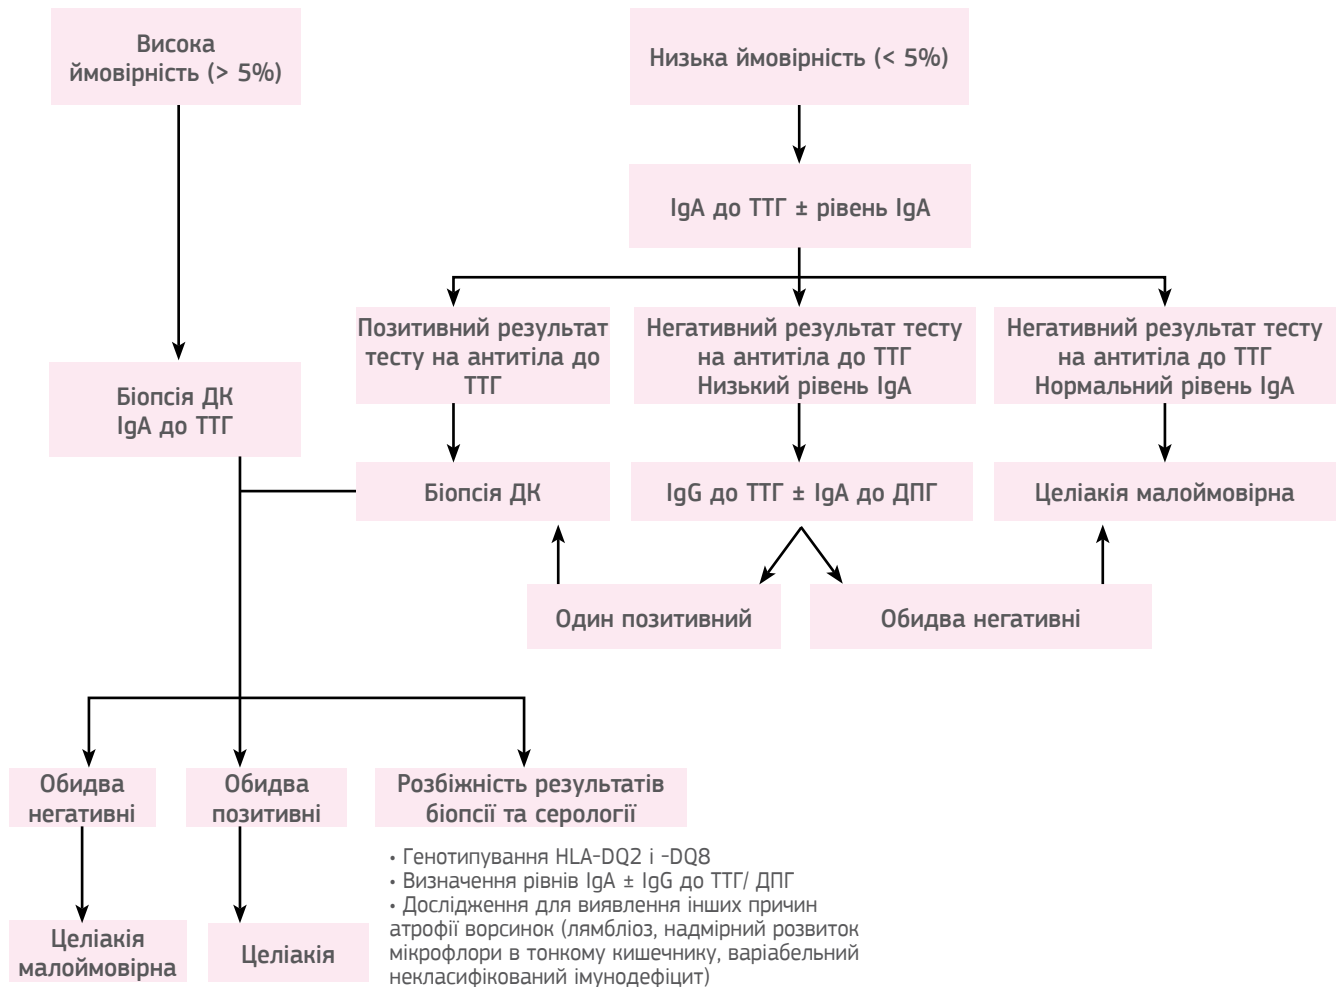 Висока
ймовірність (> 5%)
Низька ймовірність (< 5%)
IgA до ТТГ ± рівень IgA
Позитивний результат
тесту на антитіла до
ТТГ
Негативний результат тесту
на антитіла до ТТГ
Низький рівень IgA
Негативний результат тесту
на антитіла до ТТГ
Нормальний рівень IgA
Біопсія ДК
IgA до ТТГ
Біопсія ДК
IgG до ТТГ ± IgA до ДПГ
Целіакія малоймовірна
Один позитивний
Обидва негативні
Обидва
негативні
Обидва
позитивні
Розбіжність результатів
біопсії та серології
• Генотипування HLA-DQ2 і -DQ8
• Визначення рівнів IgA ± IgG до ТТГ/ ДПГ
• Дослідження для виявлення інших причин
атрофії ворсинок (лямбліоз, надмірний розвиток
мікрофлори в тонкому кишечнику, варіабельний
некласифікований імунодефіцит)
Целіакія
малоймовірна
Целіакія